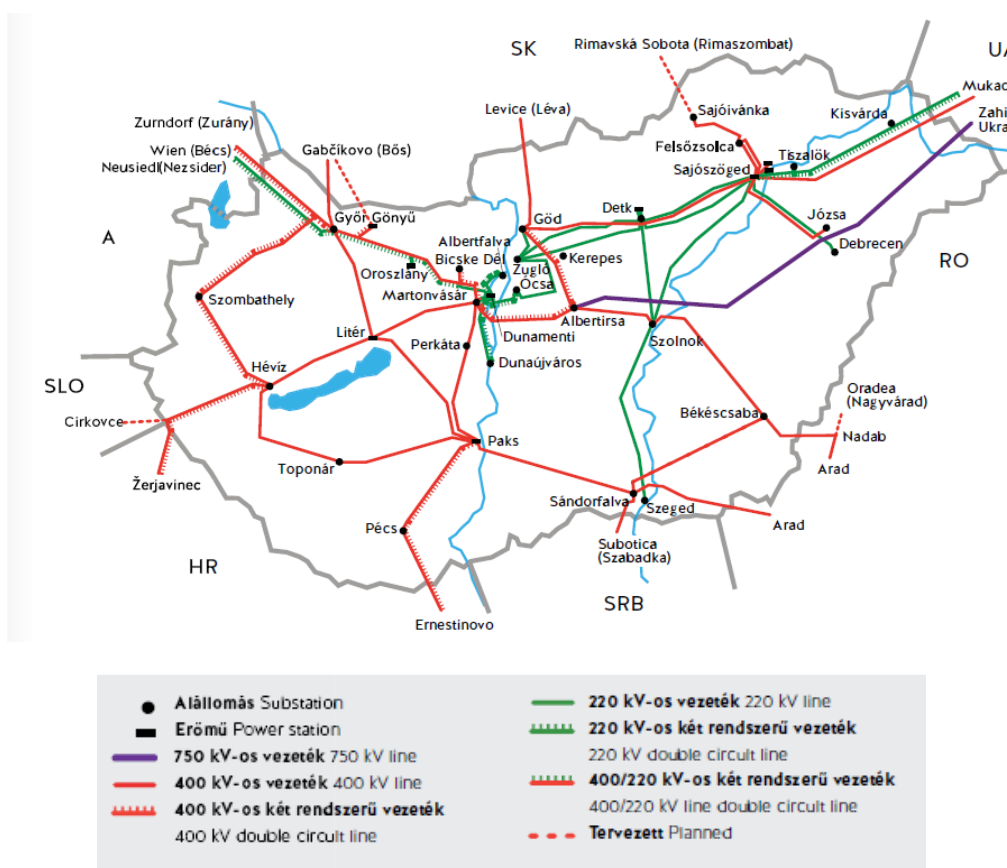 SK
Rimavská Sobota (Rimaszombat)
UA
Mukac
Levice (Léva)
Sajóivánka
Kisvárda
Zahi
Ukra
Zurndorf (Zurány)
Wien (Bécs)
Neusiedl(Nezsider)
Gabčíkovo (Bős)
Felsőzsolca
Sajószöged
Tiszalök
A
Győr
Gönyű
Göd
Detk
Józsa
Debrecen
Albertfalva
Bicske Dél
Zugló
Kerepes
Oroszlány
Ócsa
RO
Martonvásár
Szombathely
Albertirsa
Litér
Dunamenti
Szolnok
Perkáta
Hévíz
Dunaújváros
SLO
Oradea
(Nagyvárad)
Békéscsaba
Cirkovce
Paks
Nadab
Toponár
Arad
Žerjavinec
Sándorfalva
Szeged
Arad
Pécs
Subotica
(Szabadka)
HR
SRB
Ernestinovo
Alállomás Substation
Erőmű Power station
750 kV-os vezeték 750 kV line
400 kV-os vezeték 400 kV line
400 kV-os két rendszerű vezeték
400 kV double circult line
220 kV-os vezeték 220 kV line
220 kV-os két rendszerű vezeték
220 kV double circult line
400/220 kV-os két rendszerű vezeték
400/220 kV line double circult line
Tervezett Planned